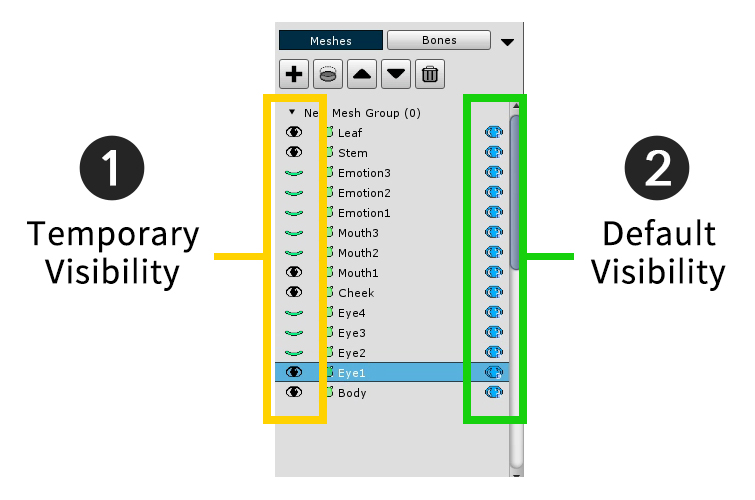 Meshes
Bones
Ne Mesh Group (0)
Leaf
Stem
Emotion3
Emotion2
Emotion1
Mouth3
Mouth2
Mouth1
Cheek
Eye4
Eye3
Eye2
Eye1
Body
1
Temporary
Visibility
2
Default
Visibility